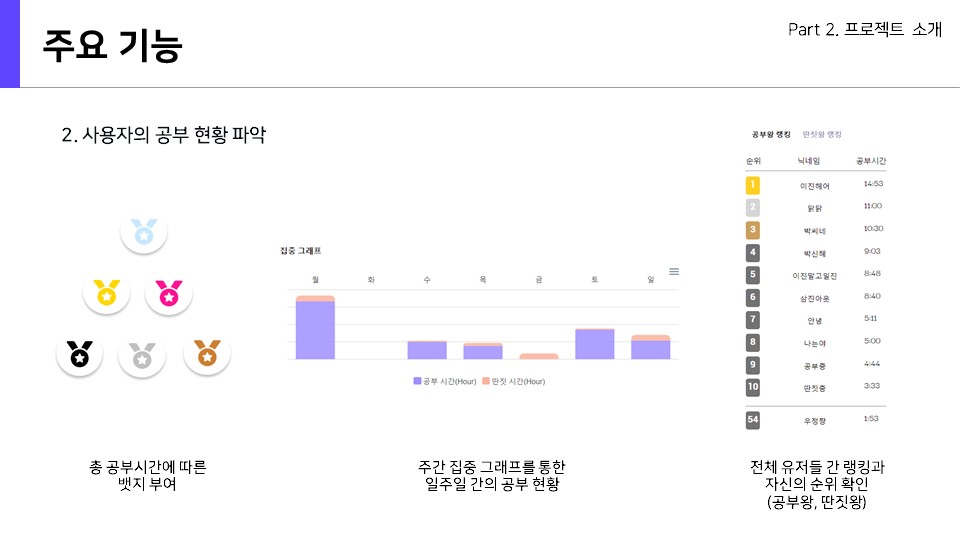 주요 기능
Part 2. 프로젝트 소개
2. 사용자의 공부 현황 파악
집중 그래프
월 화 수 목 금 토 일
공부 시간(Hour) 딴짓 시간(Hour)
공부왕 랭킹 딴짓왕 랭킹
순위 닉네임 공부시간
1 이진헤어 14:53
2 닭닭 11:00
3 박씨네 10:30
4 박신혜 9:03
5 이진말고일진 8:48
6 삼진아웃 8:40
7 안녕 5:11
8 나는야 5:00
9 공부중 4:44
10 딴짓중 3:33
54 우정짱 1:53
총 공부시간에 따른
뱃지 부여
주간 집중 그래프를 통한
일주일 간의 공부 현황
전체 유저들 간 랭킹과
자신의 순위 확인
(공부왕, 딴짓왕)